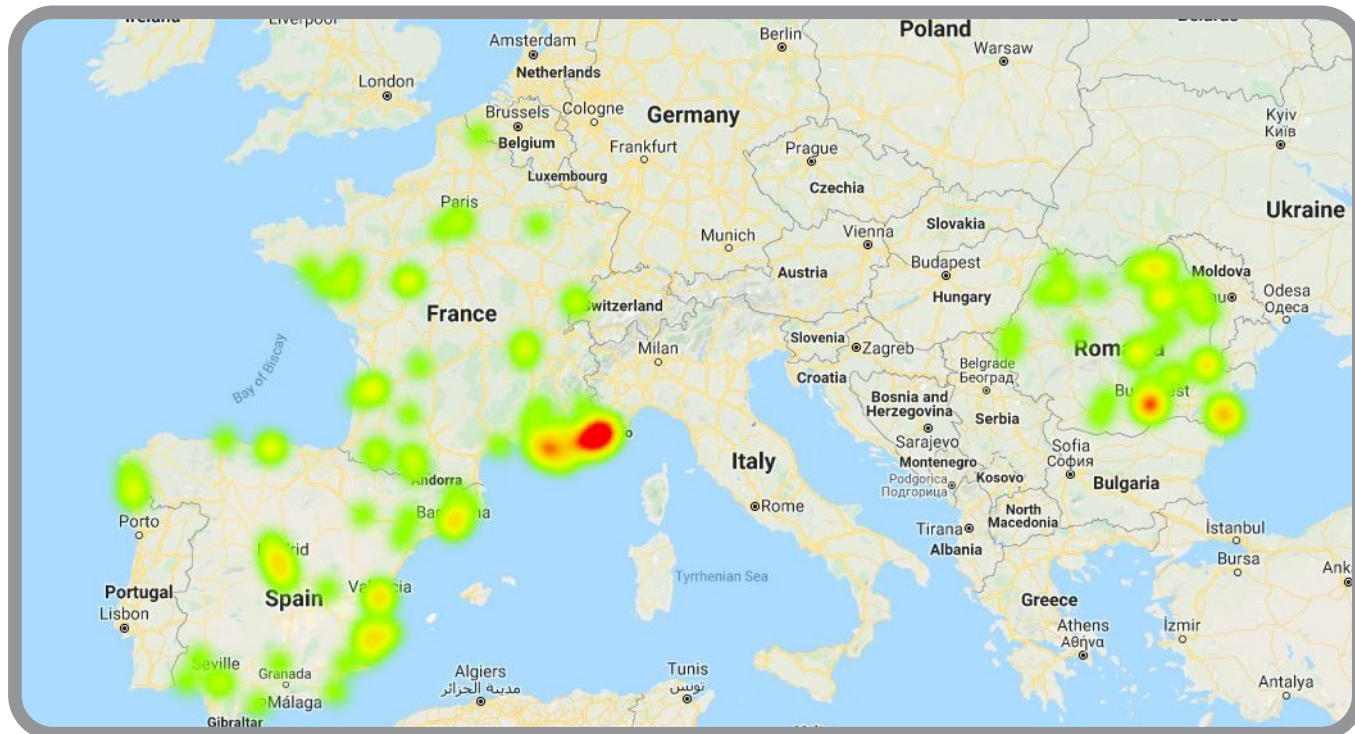 Poland
Berlin
Warsaw
Amsterdam
Netherlands
London
Brussels
Cologne
Belgium
Germany
Kyiv
Київ
Frankfurt
Prague
Luxembourg
Czechia
Paris
Ukraine
Slovakia
Munich
Vienna
Austria
Budapest
Moldova
Hungary
Odesa
Одеса
France
Switzerland
Slovenia
Zagreb
Milan
Croatia
Belgrade
Београд
Bay of Biscay
Bosnia and
Herzegovina
Serbia
Sarajevo
Sofia
София
Montenegro
Kosovo
Podgorica
Подгорица
Bulgaria
Andorra
Italy
Rome
North
Macedonia
Tirana
Albania
İstanbul
Bursa
Porto
Portugal
Lisbon
Spain
Tyrrhenian Sea
Greece
Athens
Αθήνα
İzmir
Seville
Granada
Málaga
Gibraltar
Algiers
مدينة الجزائر
Tunis
تونس
Antalya